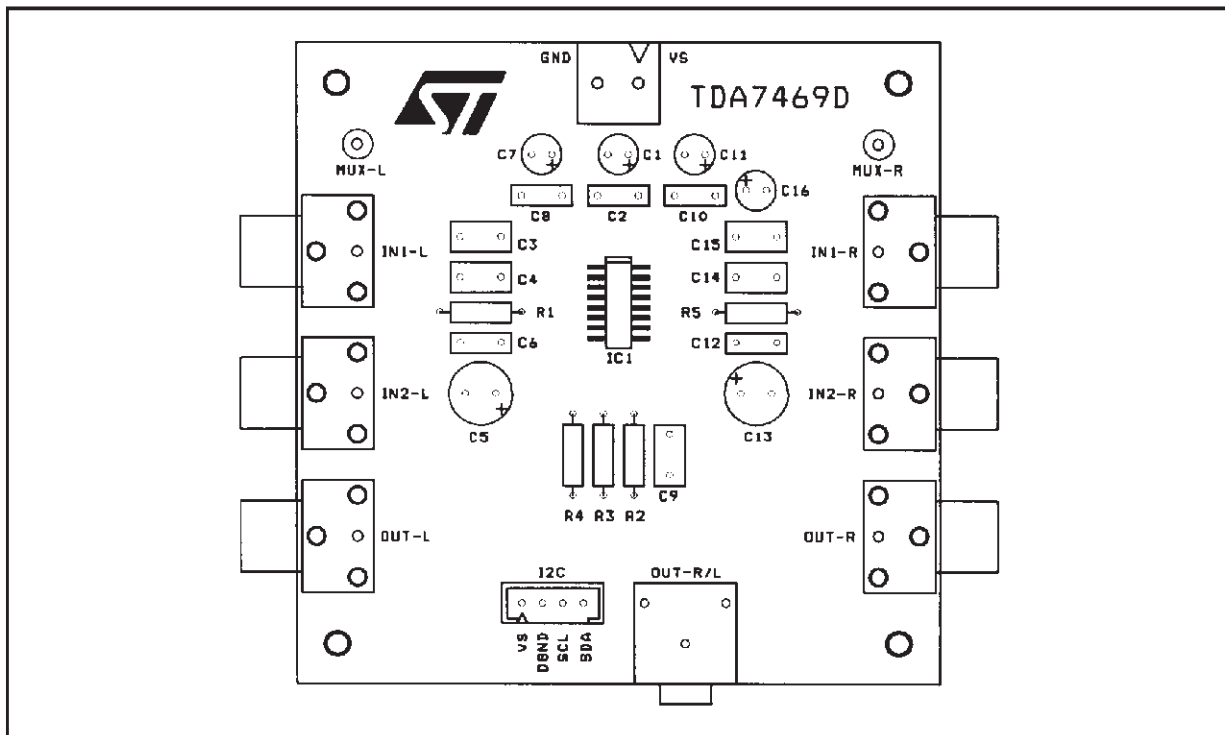 GND VS
ST
TDA7469D
C7 C1 C11
MUX-L MUX-R
C16
C8 C2 C10
C3 C15
IN1-L IN1-R
C4 C14
R1 R5
C6 C12
IC1
IN2-L IN2-R
C5 C13
C9
R4 R3 R2
OUT-L OUT-R
I2C OUT-R/L
VS
DGND
SCL
SDA